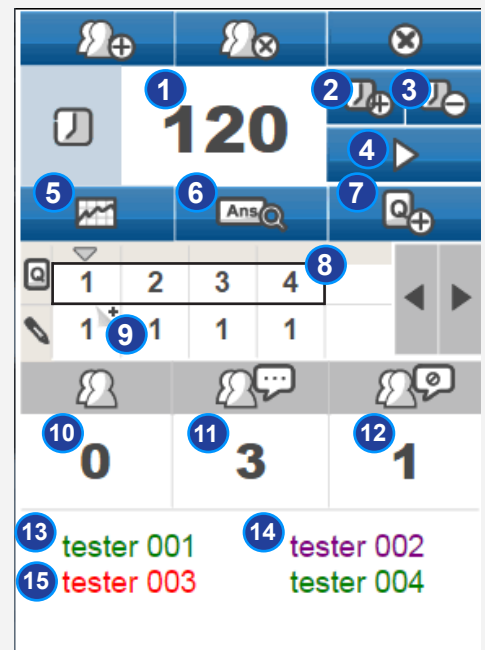 1 120 2 3
4
5 6 Ans 7
Q
Q 1 2 3 4 8
1 9 1 1 1
10 0 11 3 12 1
13 tester 001 14 tester 002
15 tester 003 tester 004